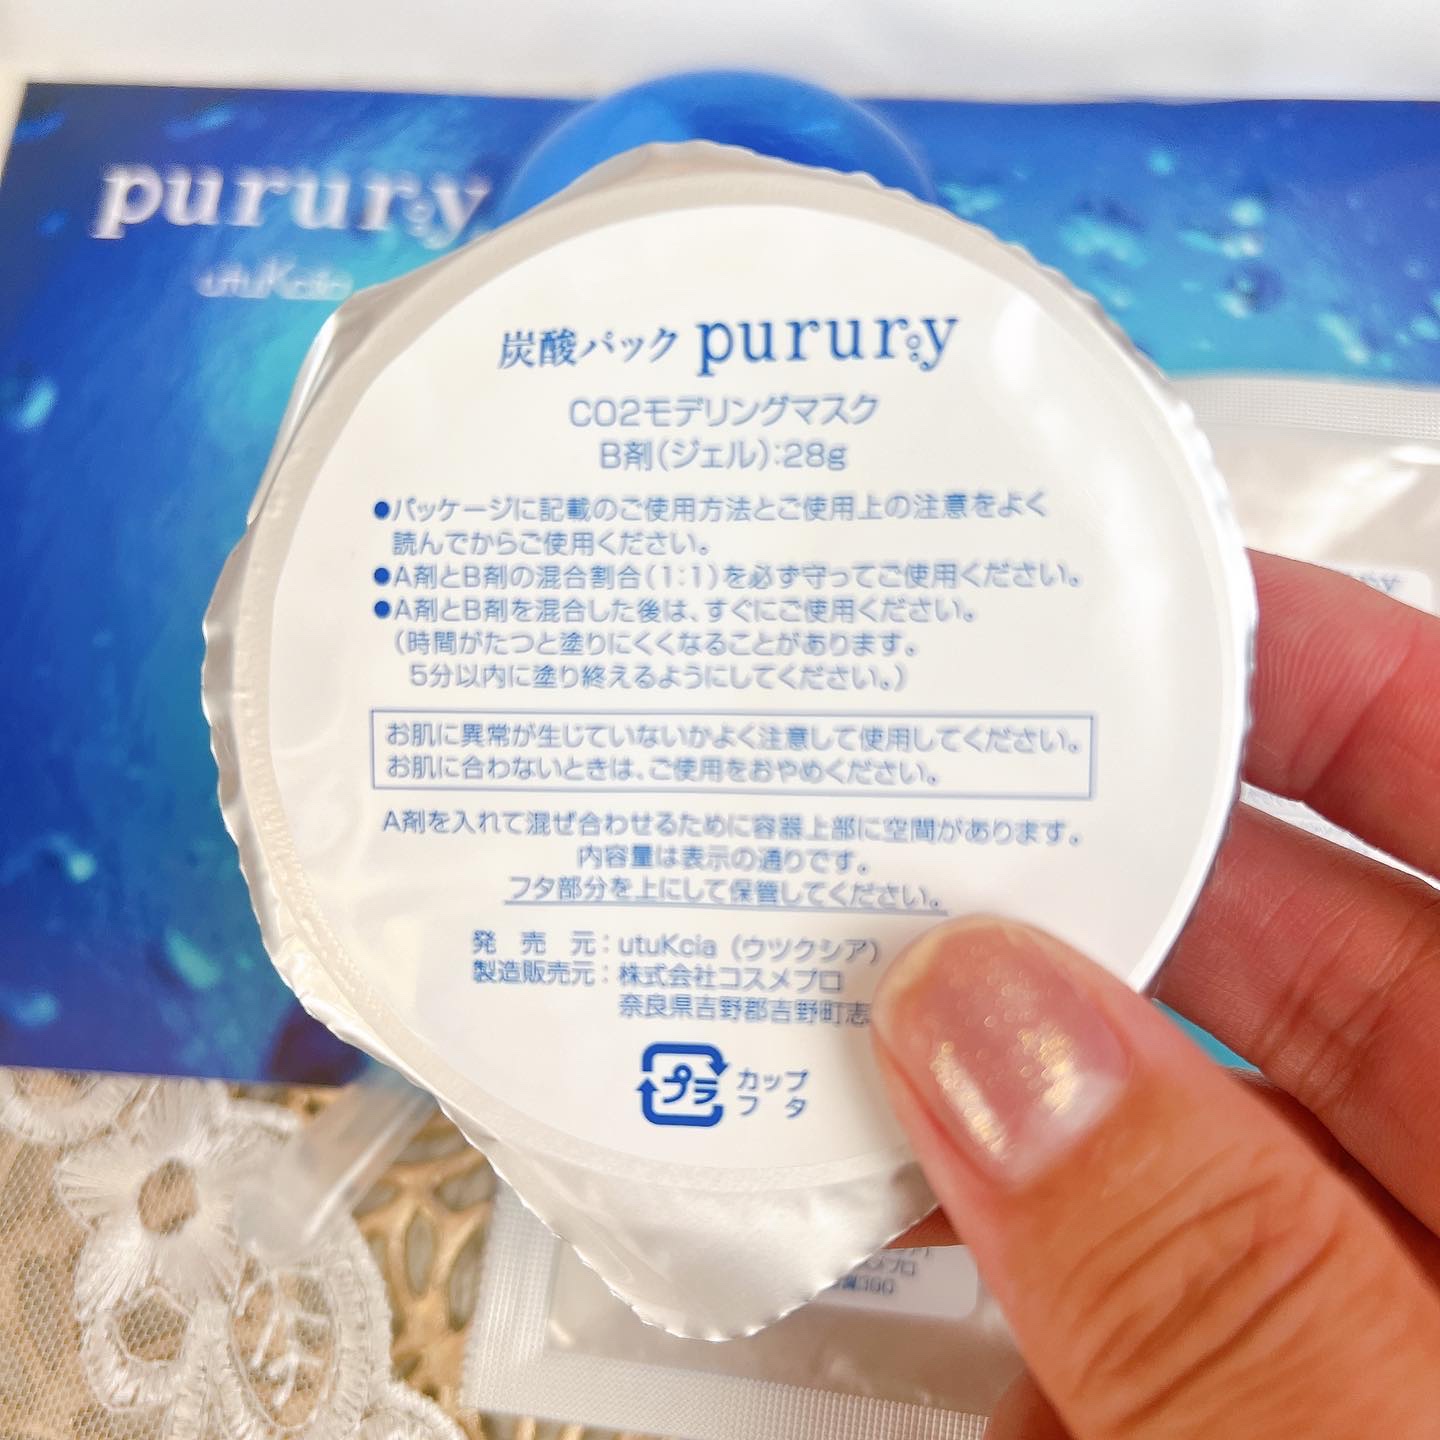 purury
utuKcia
炭酸パック purury
CO2モデリングマスク
B剤(ジェル):28g
●パッケージに記載のご使用方法とご使用上の注意をよく
読んでからご使用ください。
●A剤とB剤の混合割合(1:1)を必ず守ってご使用ください。
●A剤とB剤を混合した後は、すぐにご使用ください。
(時間がたつと塗りにくくなることがあります。
5分以内に塗り終えるようにしてください。)
お肌に異常が生じていないかよく注意して使用してください。
お肌に合わないときは、ご使用をおやめください。
A剤を入れて混ぜ合わせるために容器上部に空間があります。
内容量は表示の通りです。
フタ部分を上にして保管してください。
発売元:utuKcia(ウツクシア)
製造販売元:株式会社コスメプロ
奈良県吉野郡吉野町志
プラ
カップ
フタ
スメプロ